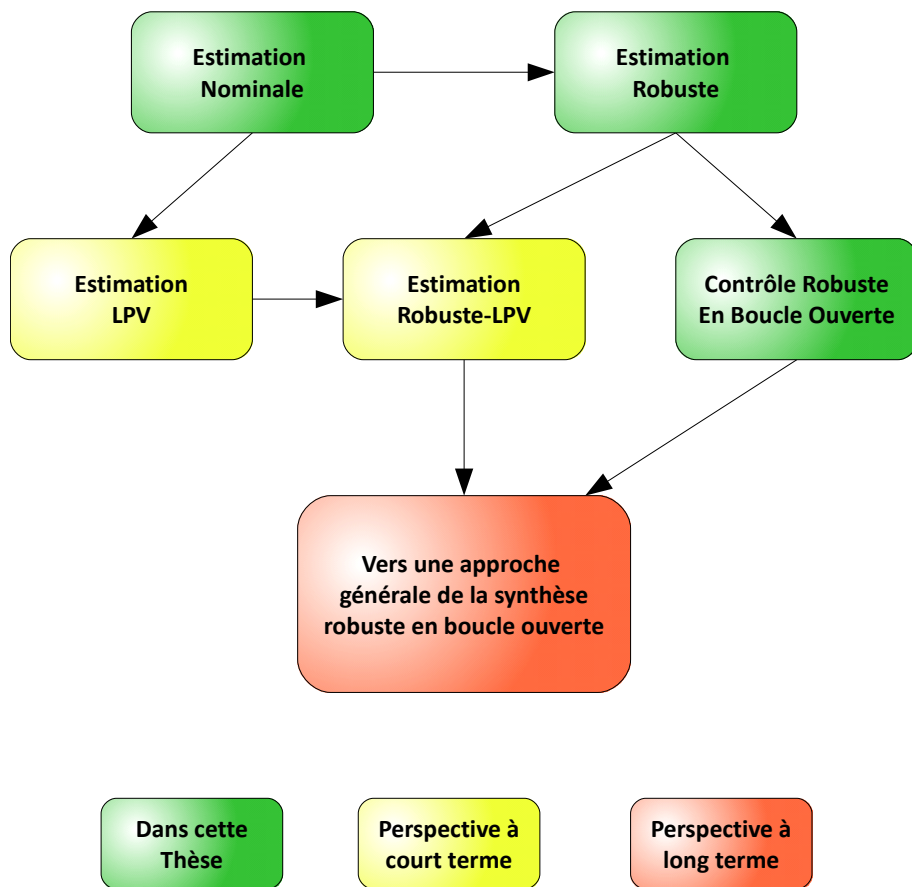 Estimation
Nominale
Estimation
Robuste
Estimation
LPV
Estimation
Robuste-LPV
Contrôle Robuste
En Boucle Ouverte
Vers une approche
générale de la synthèse
robuste en boucle ouverte
Dans cette
Thèse
Perspective à
court terme
Perspective à
long terme